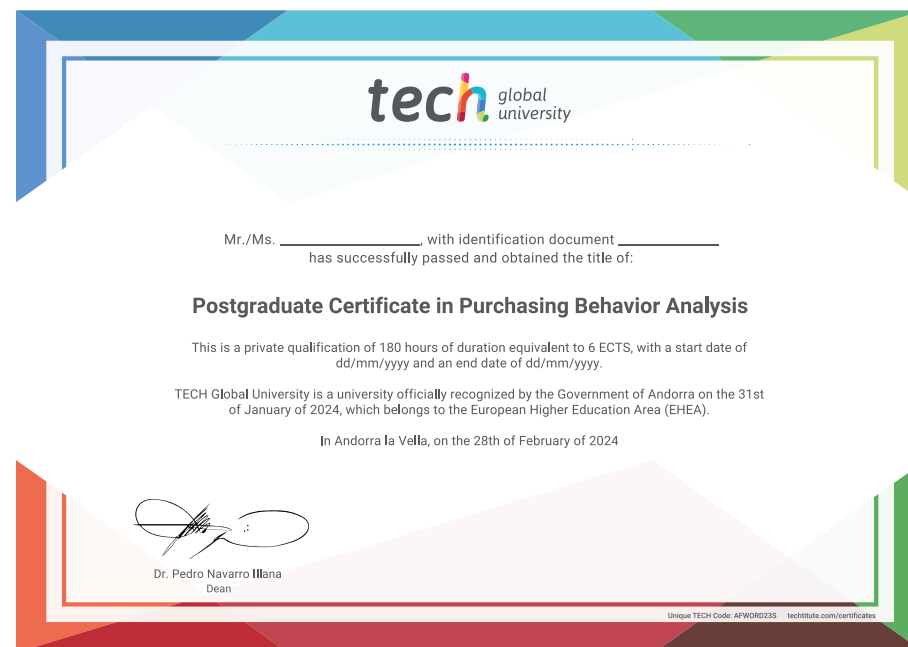 tech global
university
Mr./Ms. ____________________, with identification document ______________
has successfully passed and obtained the title of:
Postgraduate Certificate in Purchasing Behavior Analysis
This is a private qualification of 180 hours of duration equivalent to 6 ECTS, with a start date of
dd/mm/yyyy and an end date of dd/mm/yyyy.
TECH Global University is a university officially recognized by the Government of Andorra on the 31st
of January of 2024, which belongs to the European Higher Education Area (EHEA).
In Andorra la Vella, on the 28th of February of 2024
Dr. Pedro Navarro Illana
Dean
Unique TECH Code: AFWORD23S techtitute.com/certificates